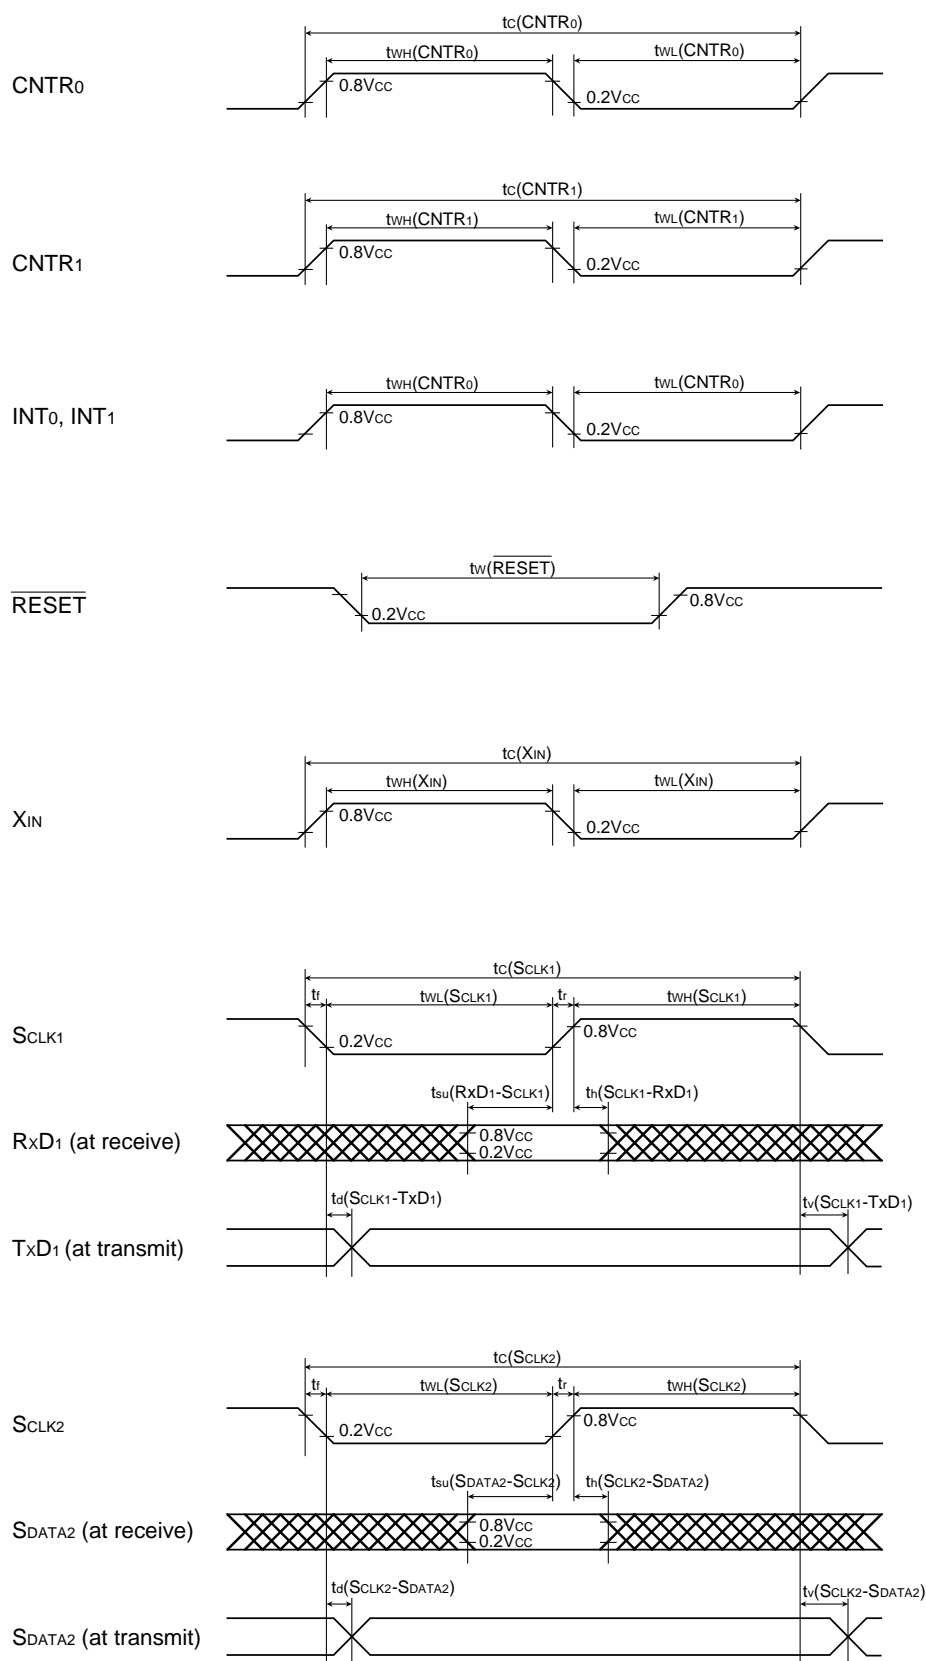 tC(CNTR0)
tWH(CNTR0) tWL(CNTR0)
CNTR0 0.8VCC 0.2VCC
tC(CNTR1)
tWH(CNTR1) tWL(CNTR1)
CNTR1 0.8VCC 0.2VCC
tWH(CNTR0) tWL(CNTR0)
INT0, INT1 0.8VCC 0.2VCC
tW(RESET)
RESET 0.2VCC 0.8VCC
tC(XIN)
tWH(XIN) tWL(XIN)
XIN 0.8VCC 0.2VCC
tC(SCLK1)
tf tWL(SCLK1) tr tWH(SCLK1)
SCLK1 0.2VCC 0.8VCC
tsu(RxD1-SCLK1) th(SCLK1-RxD1)
RXD1 (at receive) 0.8VCC
0.2VCC
td(SCLK1-TxD1) tv(SCLK1-TxD1)
TXD1 (at transmit)
tC(SCLK2)
tf tWL(SCLK2) tr tWH(SCLK2)
SCLK2 0.2VCC 0.8VCC
tsu(SDATA2-SCLK2) th(SCLK2-SDATA2)
SDATA2 (at receive) 0.8VCC
0.2VCC
td(SCLK2-SDATA2) tv(SCLK2-SDATA2)
SDATA2 (at transmit)